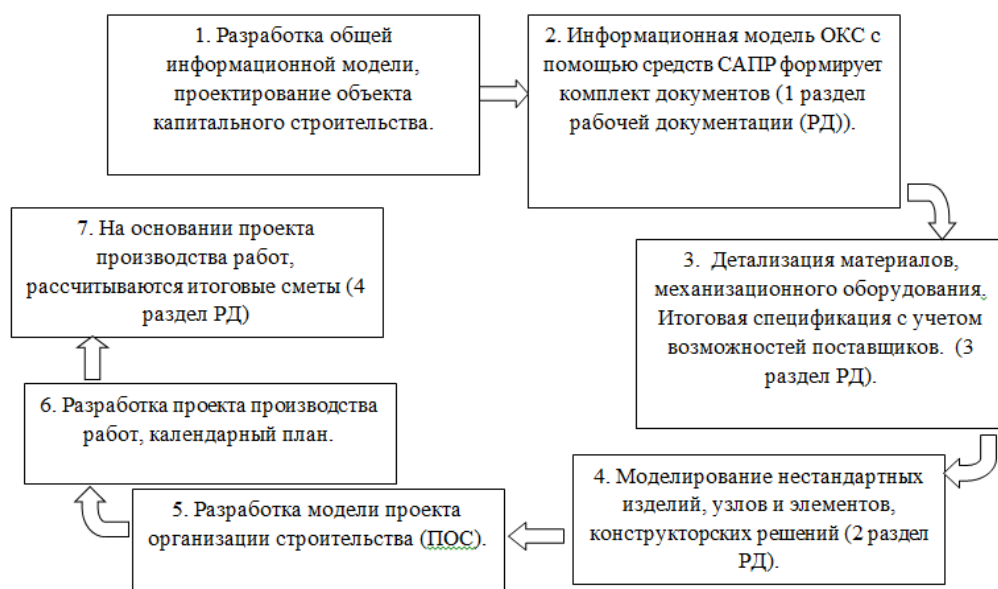 1. Разработка общей
информационной модели,
проектирование объекта
капитального строительства.
2. Информационная модель ОКС с
помощью средств САПР формирует
комплект документов (1 раздел
рабочей документации (РД)).
3. Детализация материалов,
механизационного оборудования.
Итоговая спецификация с учетом
возможностей поставщиков. (3
раздел РД).
4. Моделирование нестандартных
изделий, узлов и элементов,
конструкторских решений (2 раздел
РД).
5. Разработка модели проекта
организации строительства (ПОС).
6. Разработка проекта производства
работ, календарный план.
7. На основании проекта
производства работ,
рассчитываются итоговые сметы (4
раздел РД)